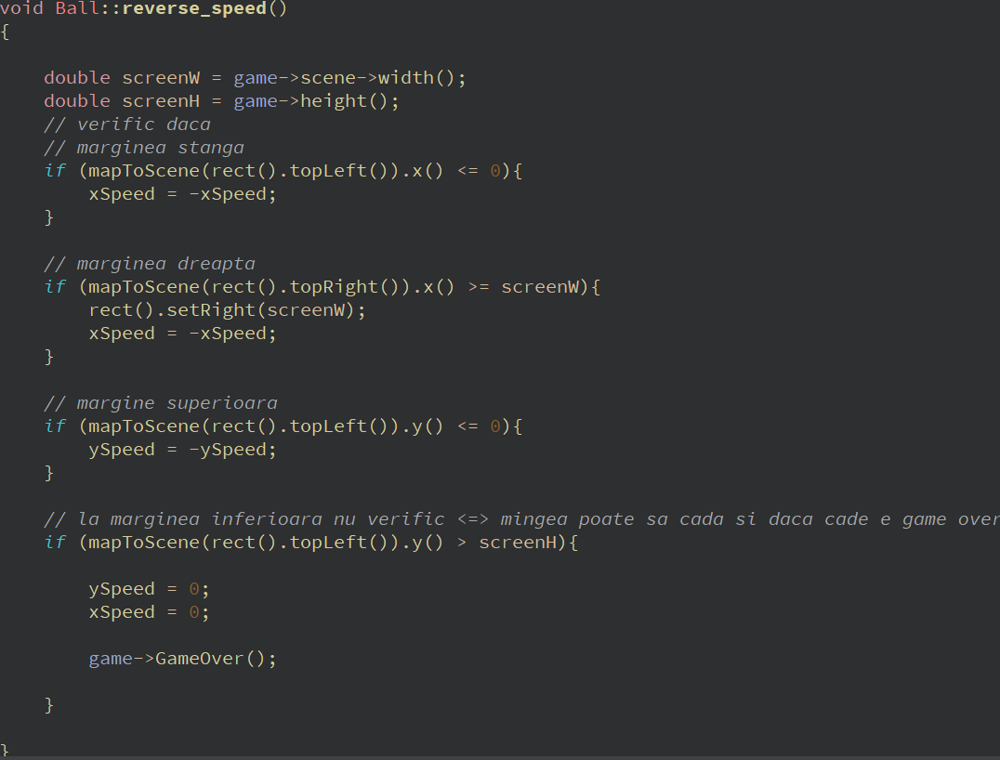 void Ball::reverse_speed()
{
double screenW = game->scene->width();
double screenH = game->height();
// verific daca
// marginea stanga
if (mapToScene(rect().topLeft()).x() <= 0){
xSpeed = -xSpeed;
}
// marginea dreapta
if (mapToScene(rect().topRight()).x() >= screenW){
rect().setRight(screenW);
xSpeed = -xSpeed;
}
// margine superioara
if (mapToScene(rect().topLeft()).y() <= 0){
ySpeed = -ySpeed;
}
// la marginea inferioara nu verific <=> mingea poate sa cada si daca cade e game over
if (mapToScene(rect().topLeft()).y() > screenH){
ySpeed = 0;
xSpeed = 0;
game->GameOver();
}
}